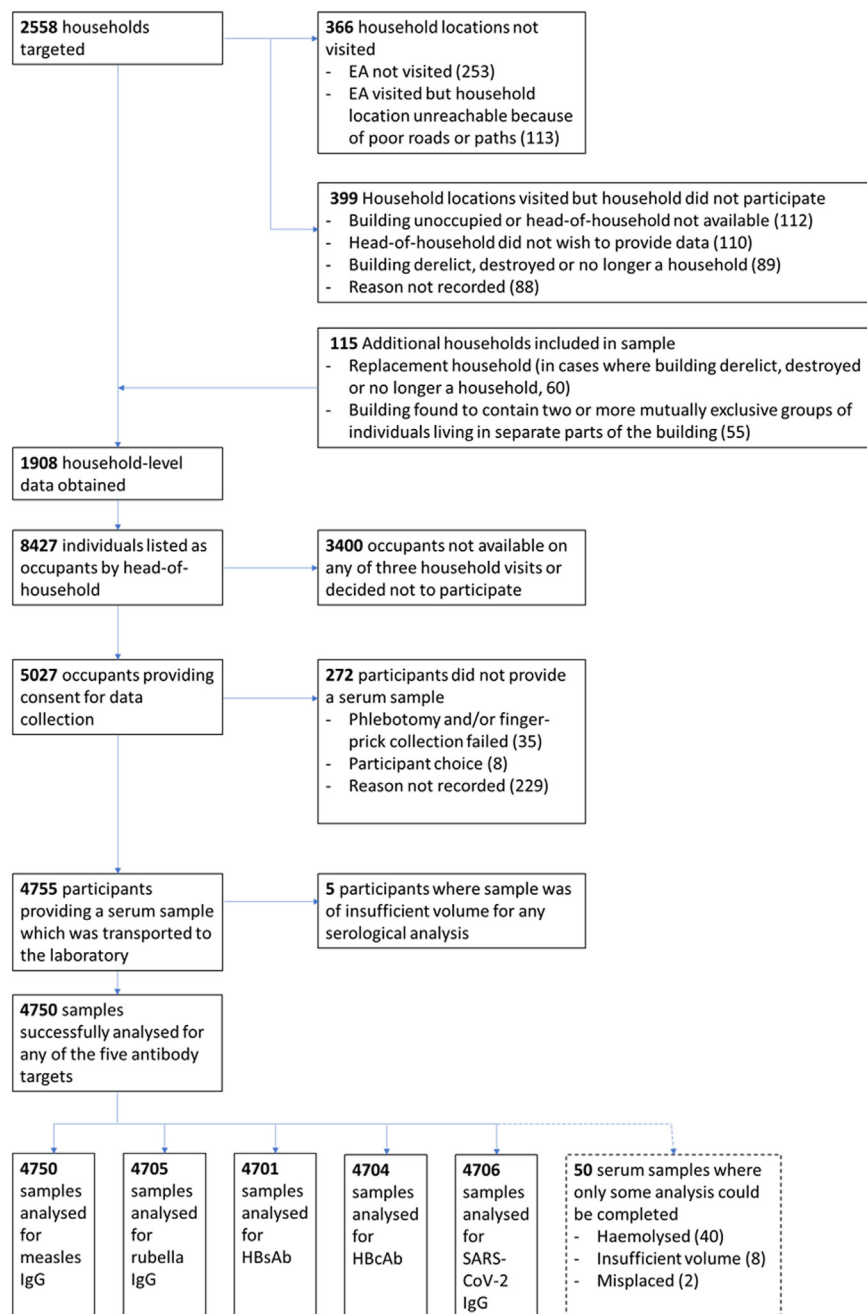 2558 households
targeted
366 household locations not
visited
- EA not visited (253)
- EA visited but household
location unreachable because
of poor roads or paths (113)
399 Household locations visited but household did not participate
- Building unoccupied or head-of-household not available (112)
- Head-of-household did not wish to provide data (110)
- Building derelict, destroyed or no longer a household (89)
- Reason not recorded (88)
115 Additional households included in sample
- Replacement household (in cases where building derelict, destroyed
or no longer a household, 60)
- Building found to contain two or more mutually exclusive groups of
individuals living in separate parts of the building (55)
1908 household-level
data obtained
8427 individuals listed as
occupants by head-of-
household
3400 occupants not available on
any of three household visits or
decided not to participate
5027 occupants providing
consent for data
collection
272 participants did not provide
a serum sample
- Phlebotomy and/or finger-
prick collection failed (35)
- Participant choice (8)
- Reason not recorded (229)
4755 participants
providing a serum sample
which was transported to
the laboratory
5 participants where sample was
of insufficient volume for any
serological analysis
4750 samples
successfully analysed for
any of the five antibody
targets
4750
samples
analysed
for
measles
IgG
4705
samples
analysed
for
rubella
IgG
4701
samples
analysed for
HBsAb
4704
samples
analysed
for
HBcAb
4706
samples
analysed
for
SARS-
CoV-2
IgG
50 serum samples where
only some analysis could
be completed
- Haemolysed (40)
- Insufficient volume (8)
- Misplaced (2)